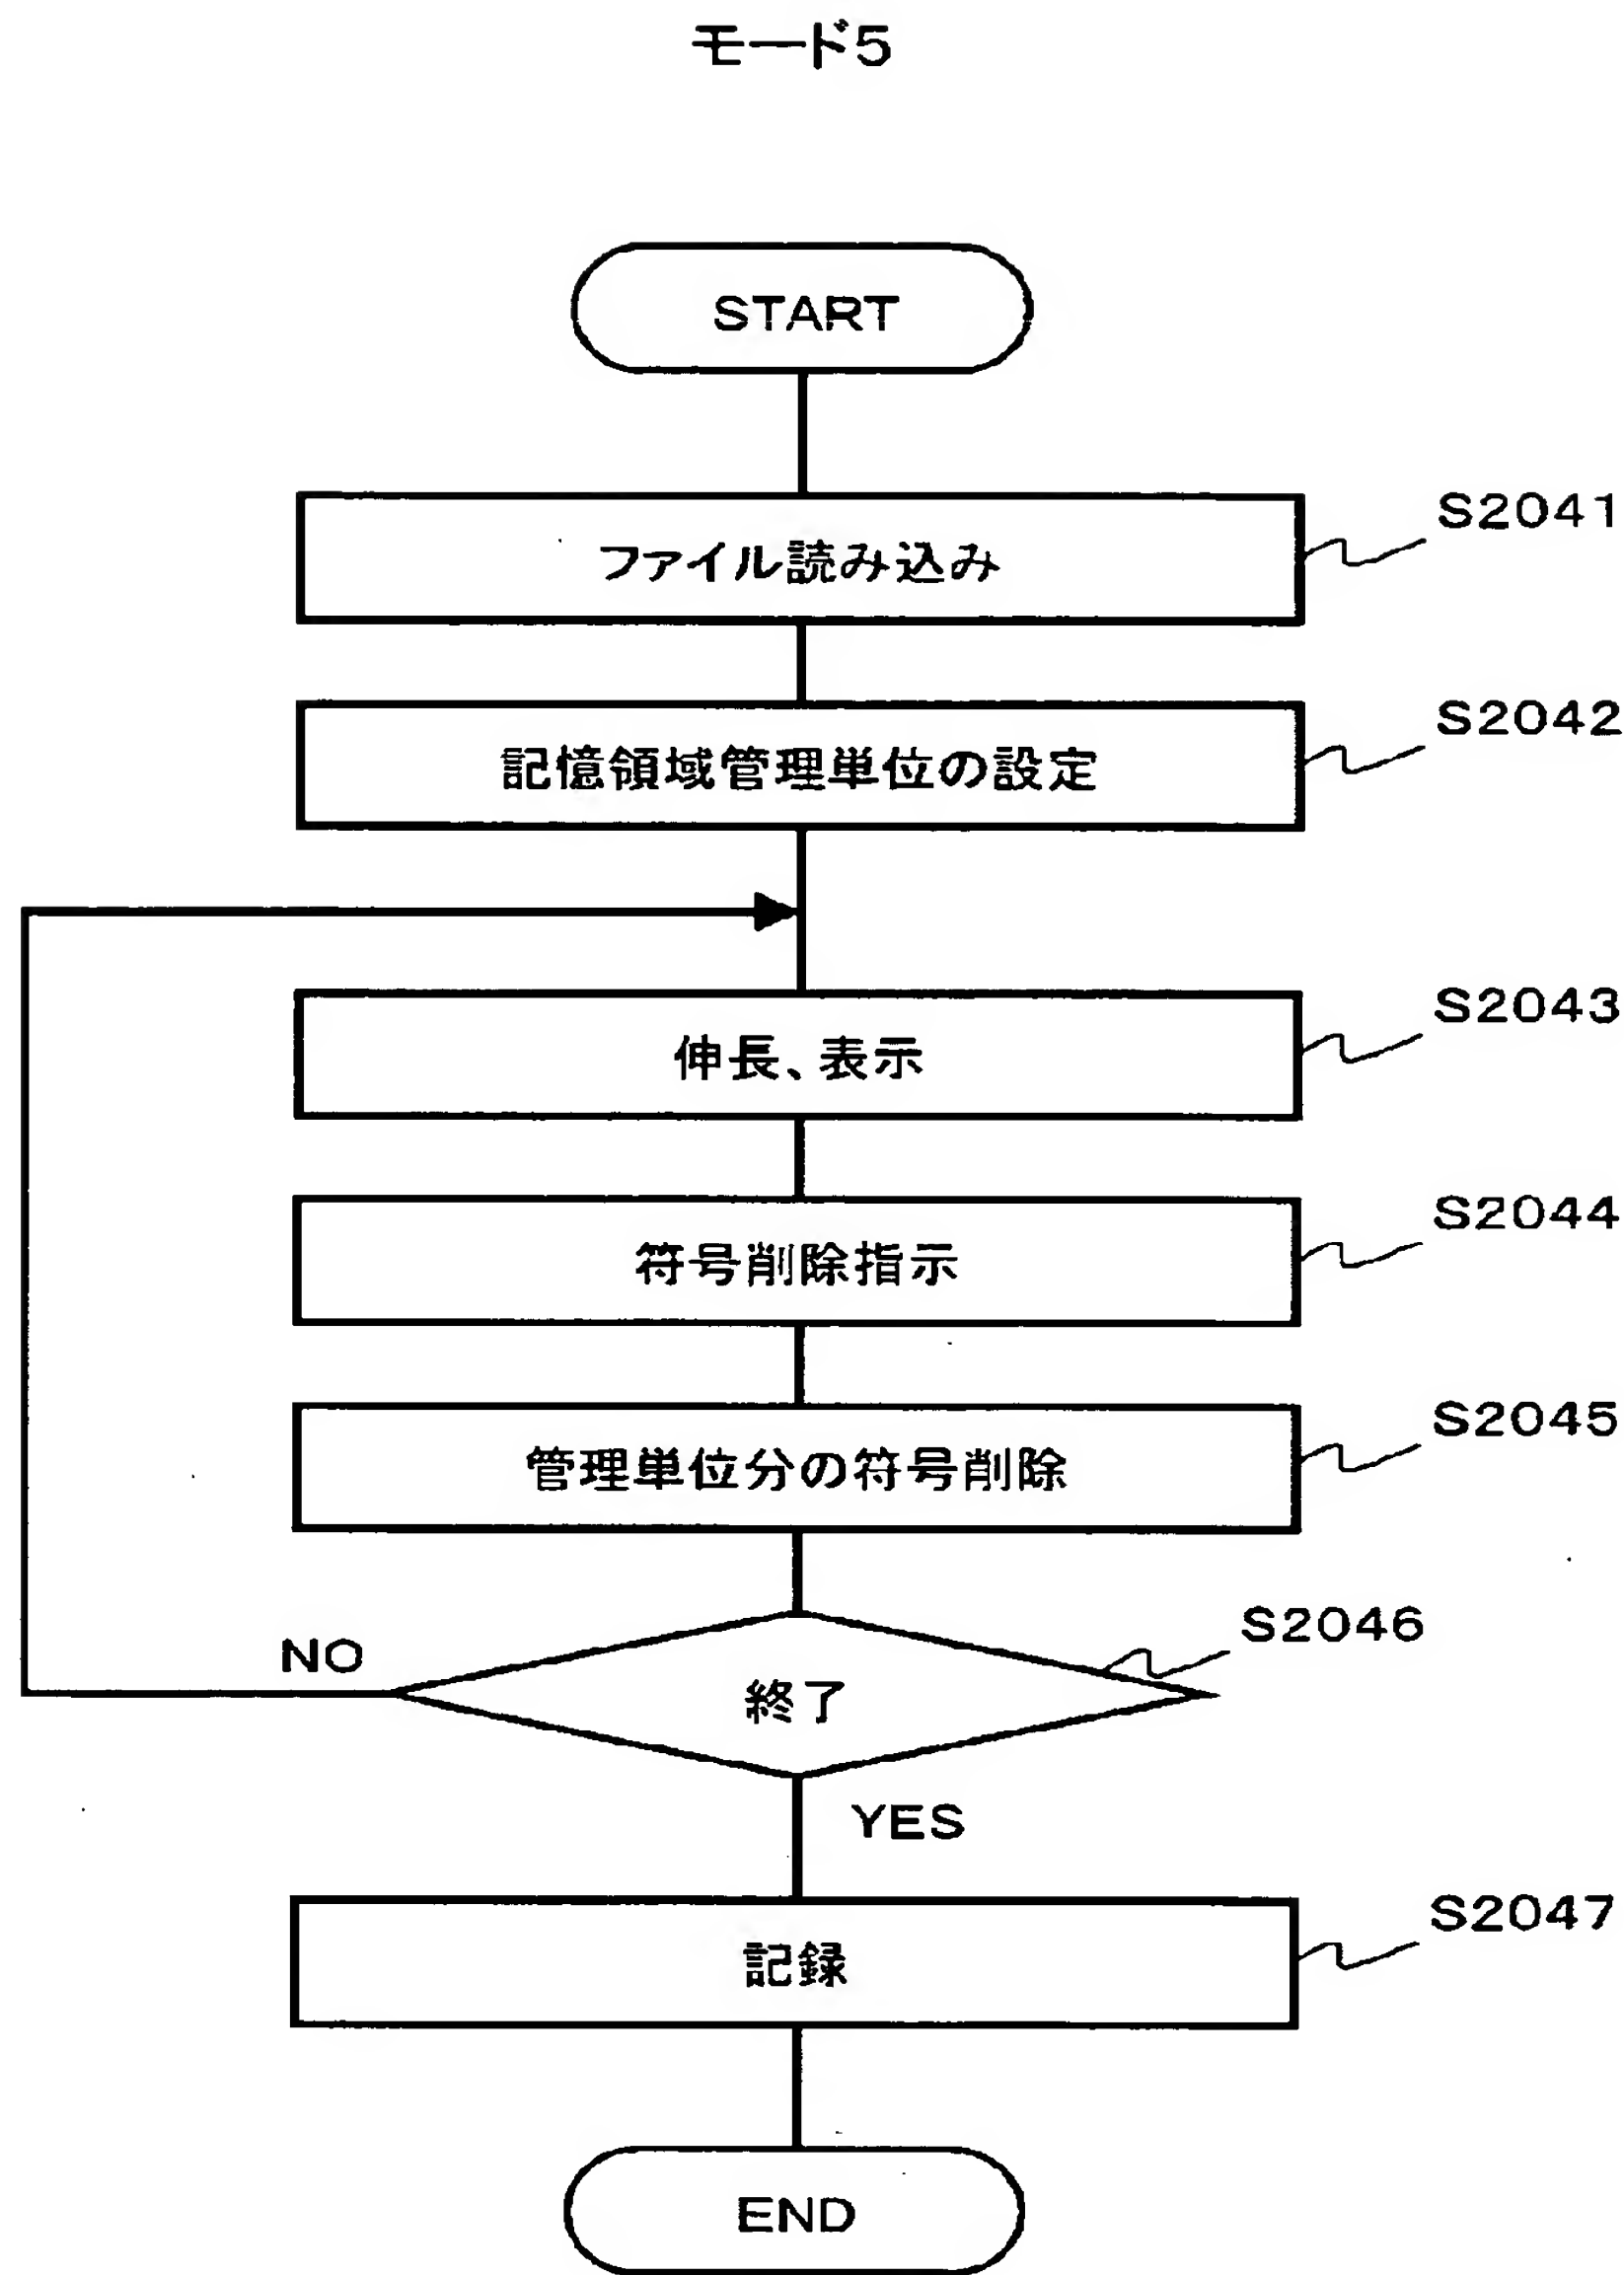 モード5
START
ファイル読み込み
S2041
記憶領域管理単位の設定
S2042
伸長、表示
S2043
符号削除指示
S2044
管理単位分の符号削除
S2045
終了
S2046
NO
YES
記録
S2047
END